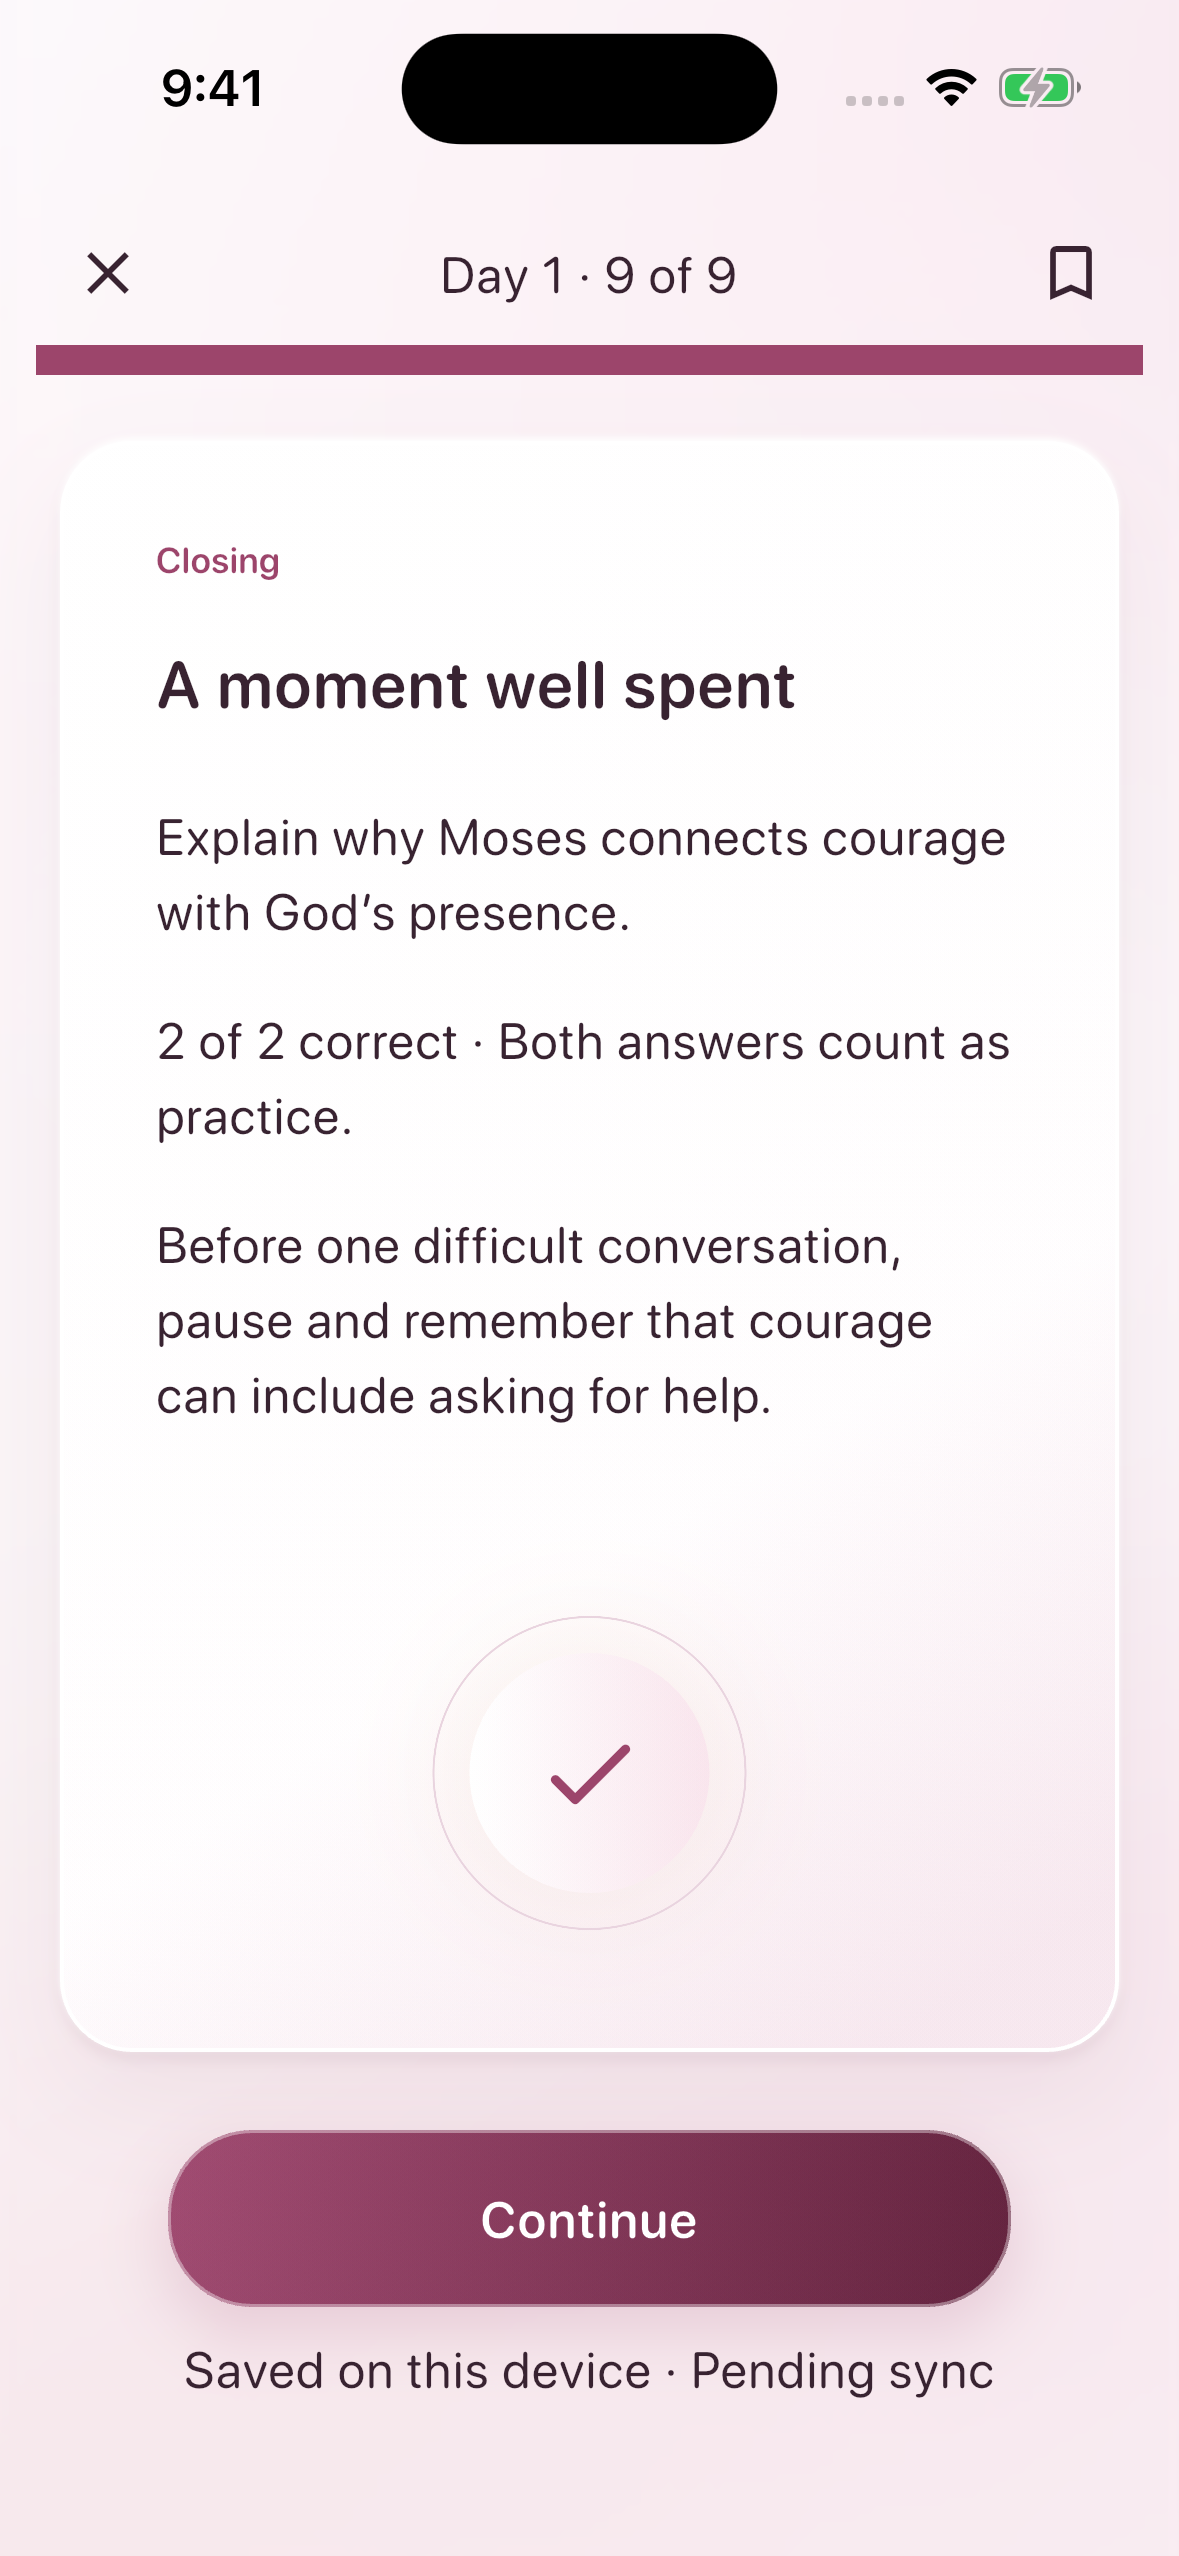 9:41
Day 1 · 9 of 9
Closing
A moment well spent
Explain why Moses connects courage
with God’s presence.
2 of 2 correct · Both answers count as
practice.
Before one difficult conversation,
pause and remember that courage
can include asking for help.
Continue
Saved on this device · Pending sync